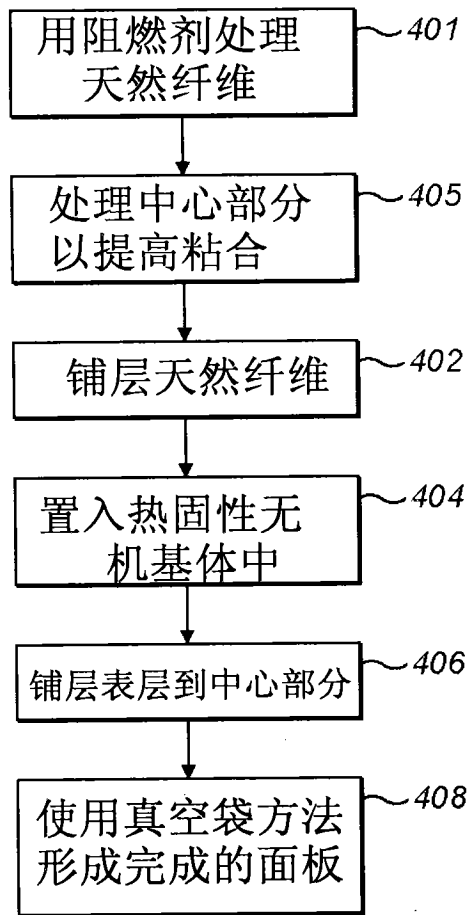 用阻燃剂处理
天然纤维
401
处理中心部分
以提高粘合
405
铺层天然纤维
402
置入热固性无
机基体中
404
铺层表层到中心部分
406
使用真空袋方法
形成完成的面板
408